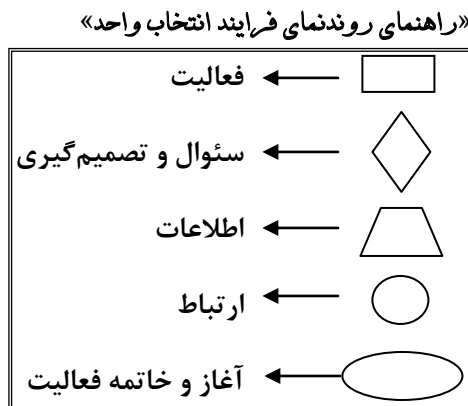 «راهنمای روندنمای فرایند انتخاب واحد»
فعالیت
سئوال و تصمیم‌گیری
اطلاعات
ارتباط
آغاز و خاتمه فعالیت